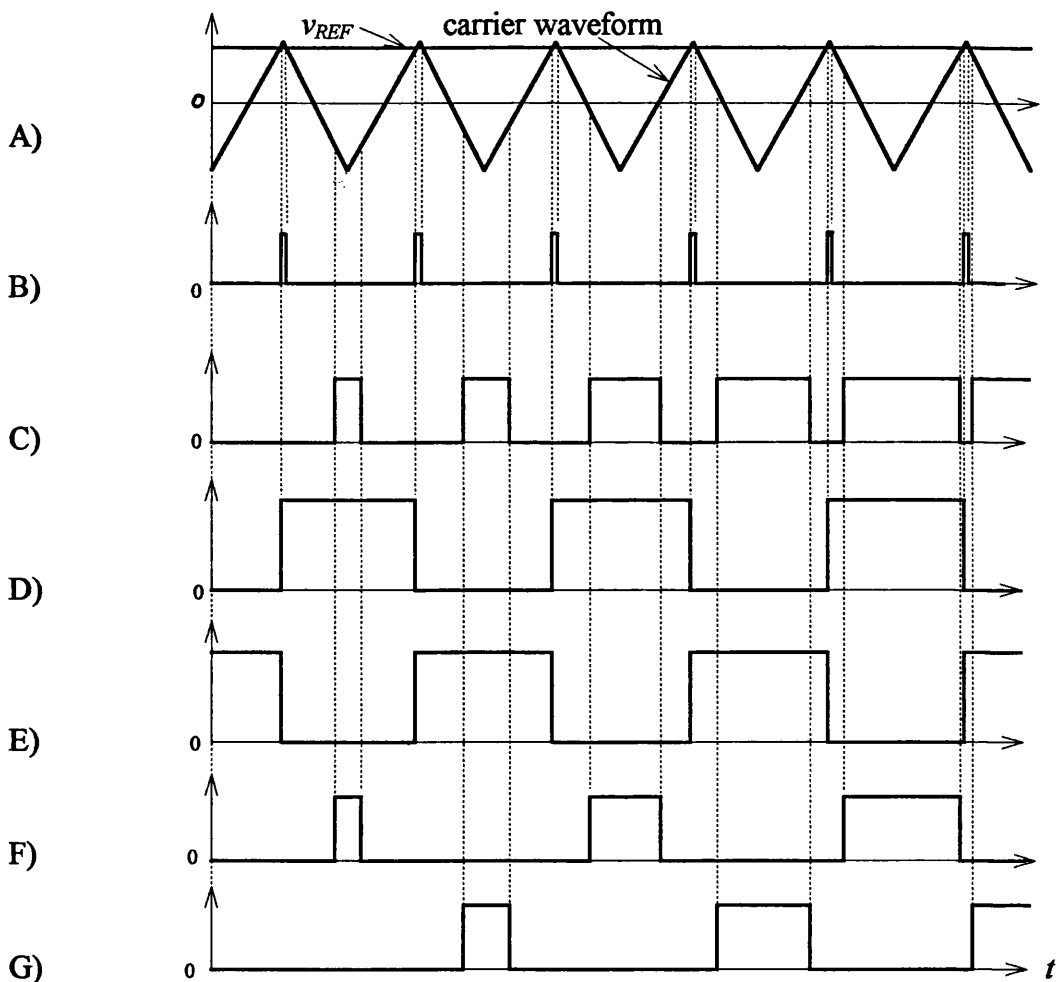 v_REF carrier waveform
o
A)
B) 0
C) 0
D) 0
E) 0
F) 0
G) 0 t